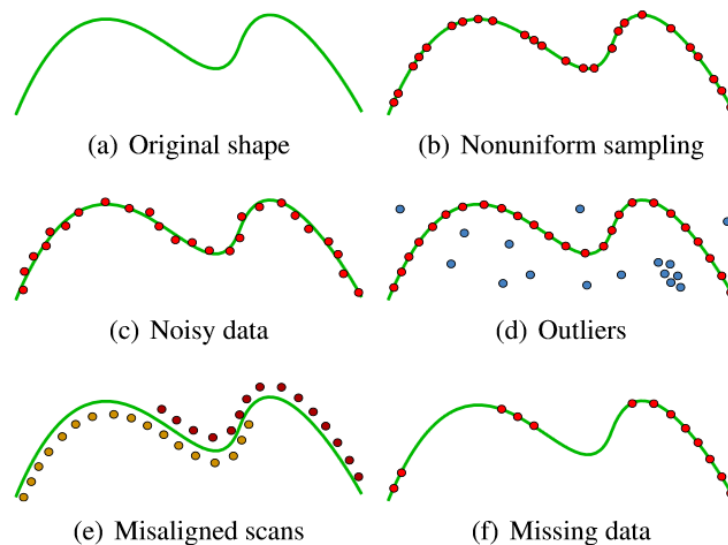 (a) Original shape
(b) Nonuniform sampling
(c) Noisy data
(d) Outliers
(e) Misaligned scans
(f) Missing data